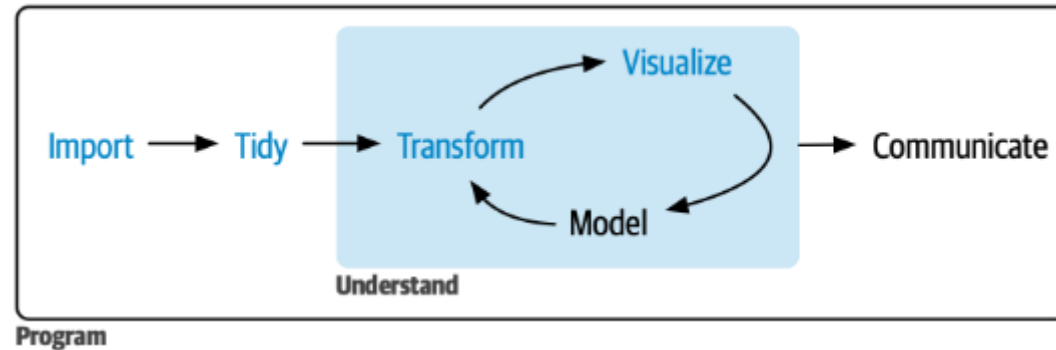 Visualize
Import Tidy Transform Communicate
Model
Understand
Program